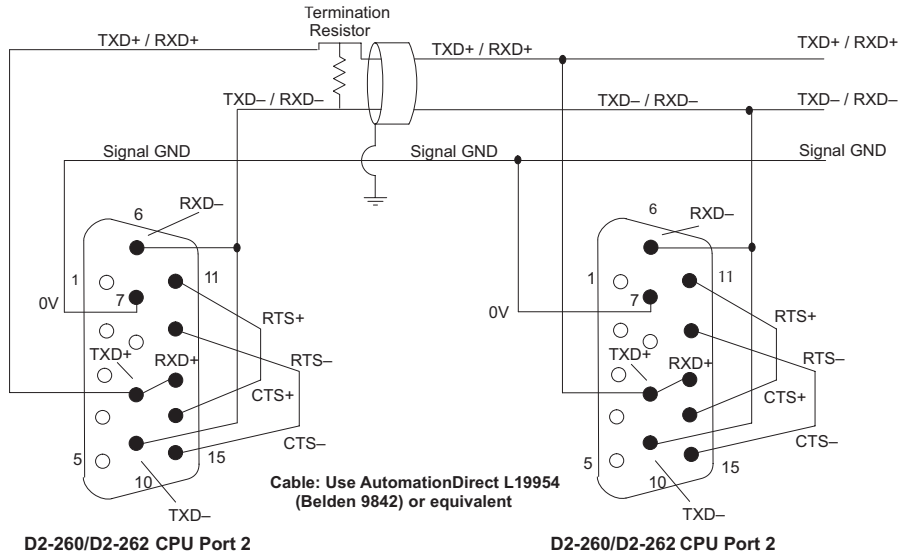 Termination
Resistor
TXD+ / RXD+
TXD+ / RXD+
TXD+ / RXD+
TXD– / RXD–
TXD– / RXD–
TXD– / RXD–
Signal GND
Signal GND
Signal GND
6
RXD–
1
11
7
0V
RTS+
TXD+
RXD+
RTS–
CTS+
CTS–
5
15
10
TXD–
6
RXD–
1
11
7
0V
RTS+
TXD+
RXD+
RTS–
CTS+
CTS–
5
15
10
TXD–
Cable: Use AutomationDirect L19954
(Belden 9842) or equivalent
D2-260/D2-262 CPU Port 2
D2-260/D2-262 CPU Port 2